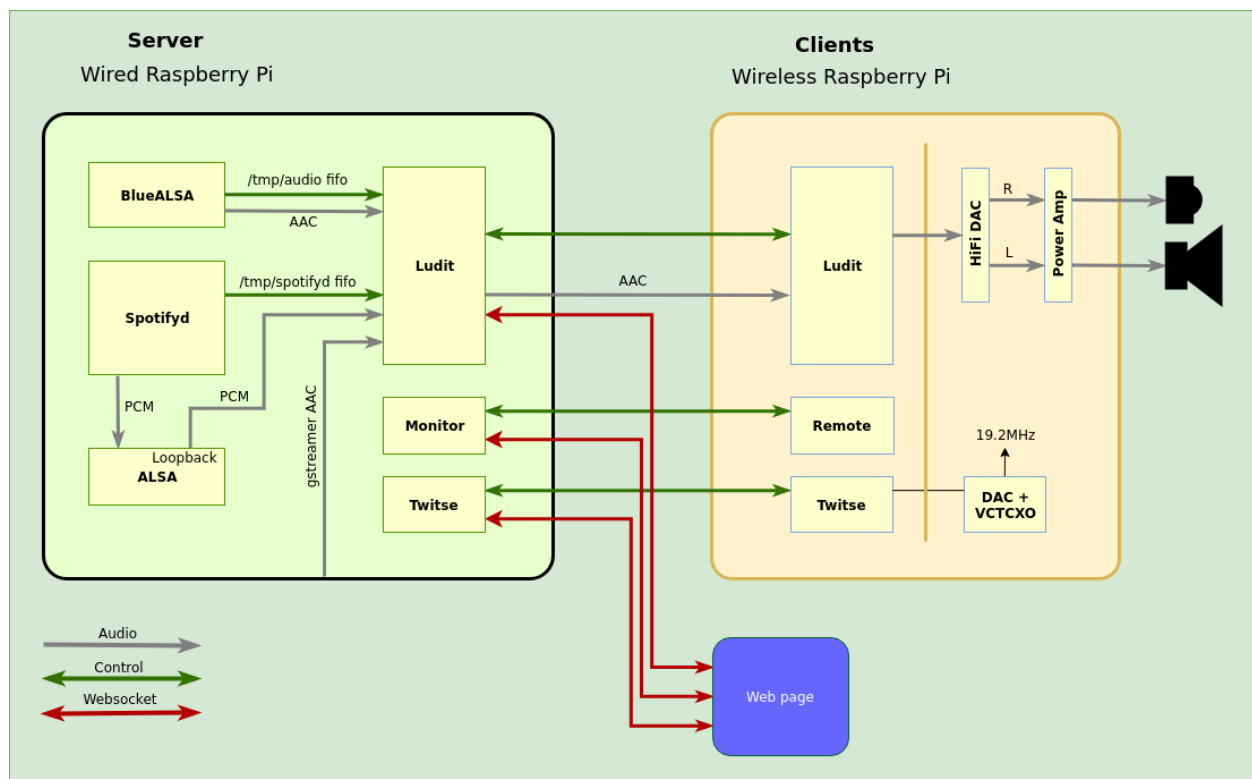 Server
Wired Raspberry Pi
Clients
Wireless Raspberry Pi
BlueALSA
/tmp/audio fifo
AAC
Spotifyd
/tmp/spotifyd fifo
PCM
PCM
Loopback
ALSA
gstreamer AAC
Ludit
Monitor
Twitse
AAC
Ludit
Remote
Twitse
HiFi DAC
R
L
Power Amp
19.2MHz
DAC +
VCTCXO
Audio
Control
Websocket
Web page